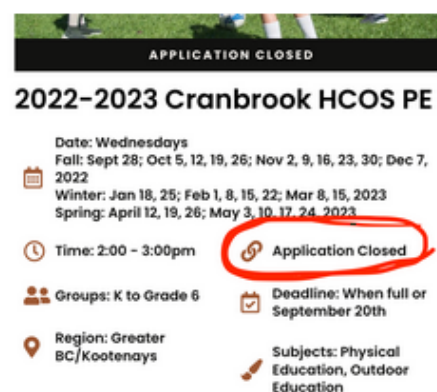 APPLICATION CLOSED
2022-2023 Cranbrook HCOS PE
Date: Wednesdays
Fall: Sept 28; Oct 5, 12, 19, 26; Nov 2, 9, 16, 23, 30; Dec 7,
2022
Winter: Jan 18, 25; Feb 1, 8, 15, 22; Mar 8, 15, 2023
Spring: April 12, 19, 26; May 3, 10, 17, 24, 2023
Time: 2:00 - 3:00pm
Application Closed
Groups: K to Grade 6
Deadline: When full or
September 20th
Region: Greater
BC/Kootenays
Subjects: Physical
Education, Outdoor
Education